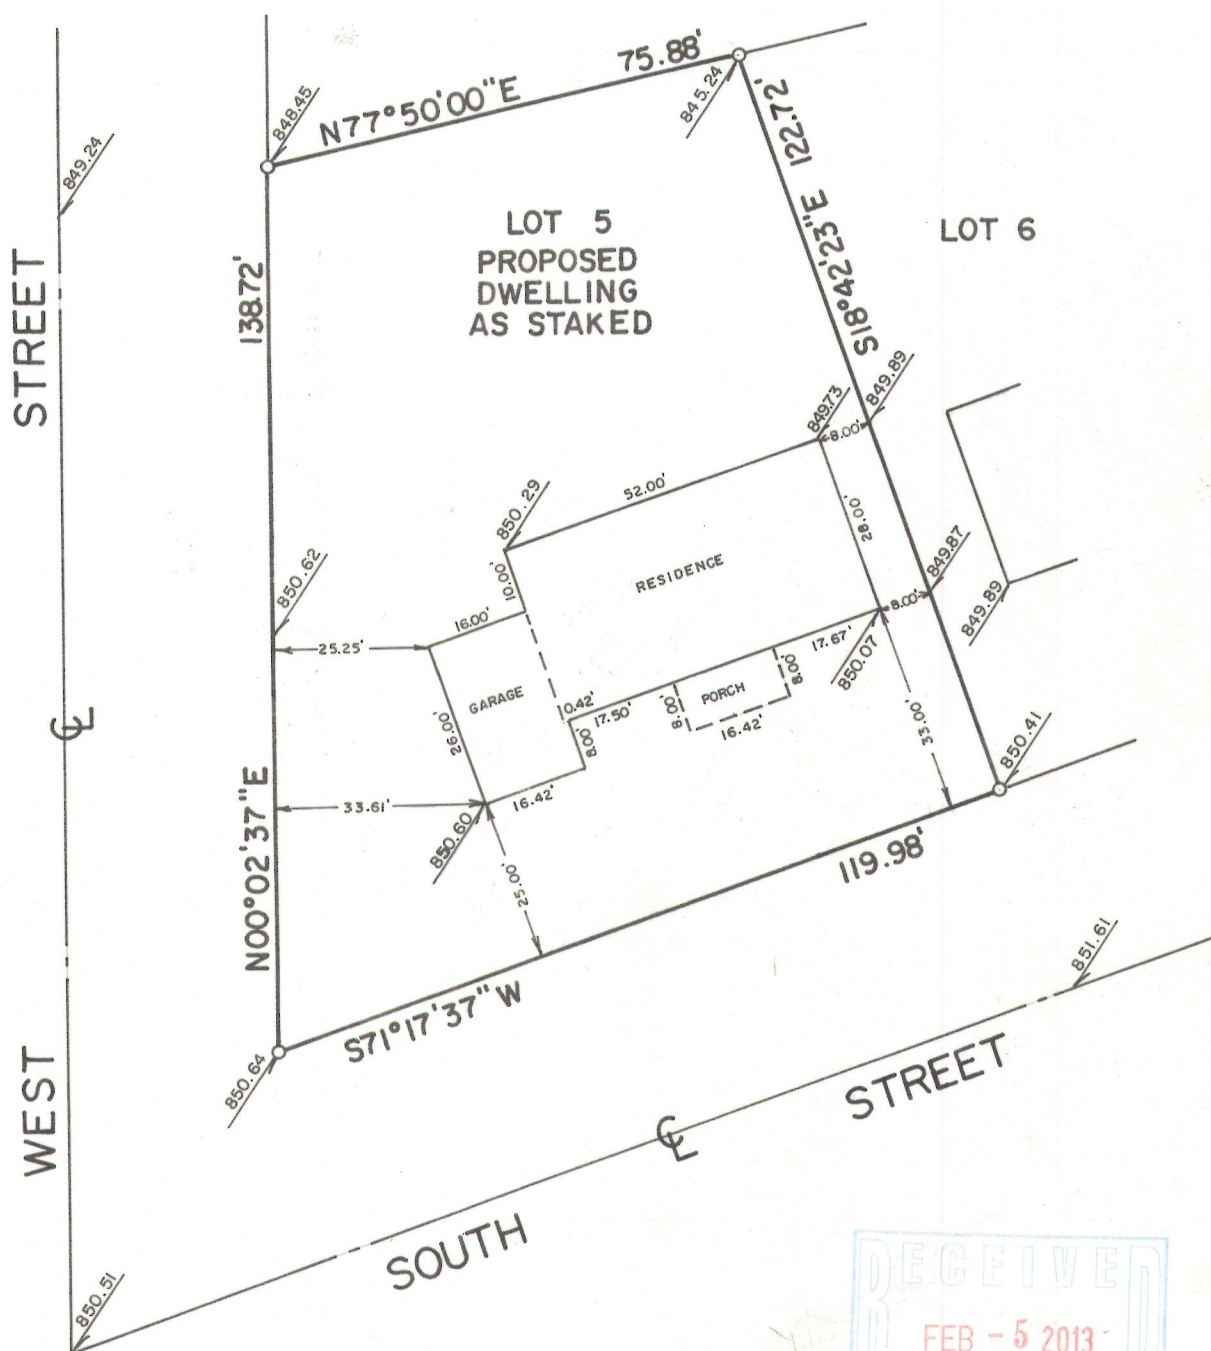 75.88'
N77°50'00"E
848.45
845.24
849.24
S18°42'23"E 122.72'
LOT 5
PROPOSED
DWELLING
AS STAKED
LOT 6
STREET
138.72'
849.73
849.89
8.00'
52.00'
850.29
28.00'
RESIDENCE
10.00'
849.87
850.62
8.00'
849.89
16.00'
25.25'
17.67'
850.07
8.00'
PORCH
GARAGE
0.42'
17.50'
8.00'
16.42'
26.00'
8.00'
33.00'
850.41
℄
N00°02'37"E
33.61'
16.42'
850.60
25.00'
119.98'
851.61
S71°17'37"W
850.64
WEST
STREET
℄
SOUTH
850.51
RECEIVED
FEB - 5 2013